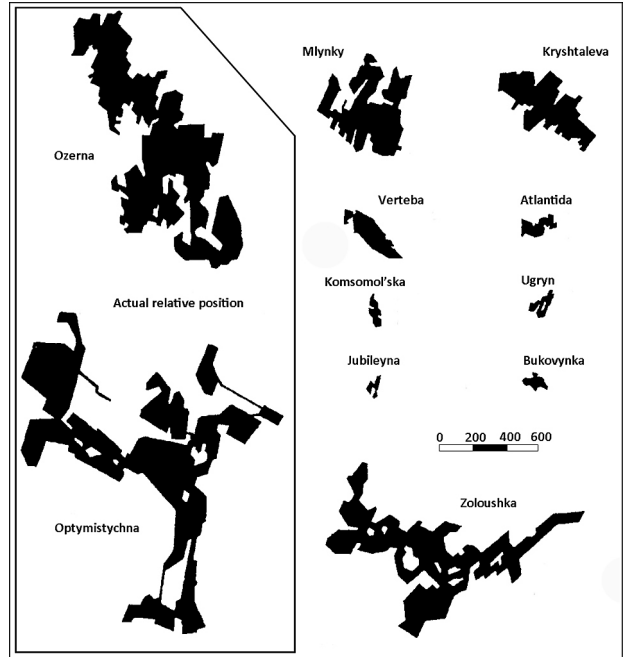 Mlynky
Kryshtaleva
Ozerna
Verteba
Atlantida
Komsomol'ska
Ugryn
Actual relative position
Jubileyna
Bukovynka
0 200 400 600
Zoloushka
Optymistychna